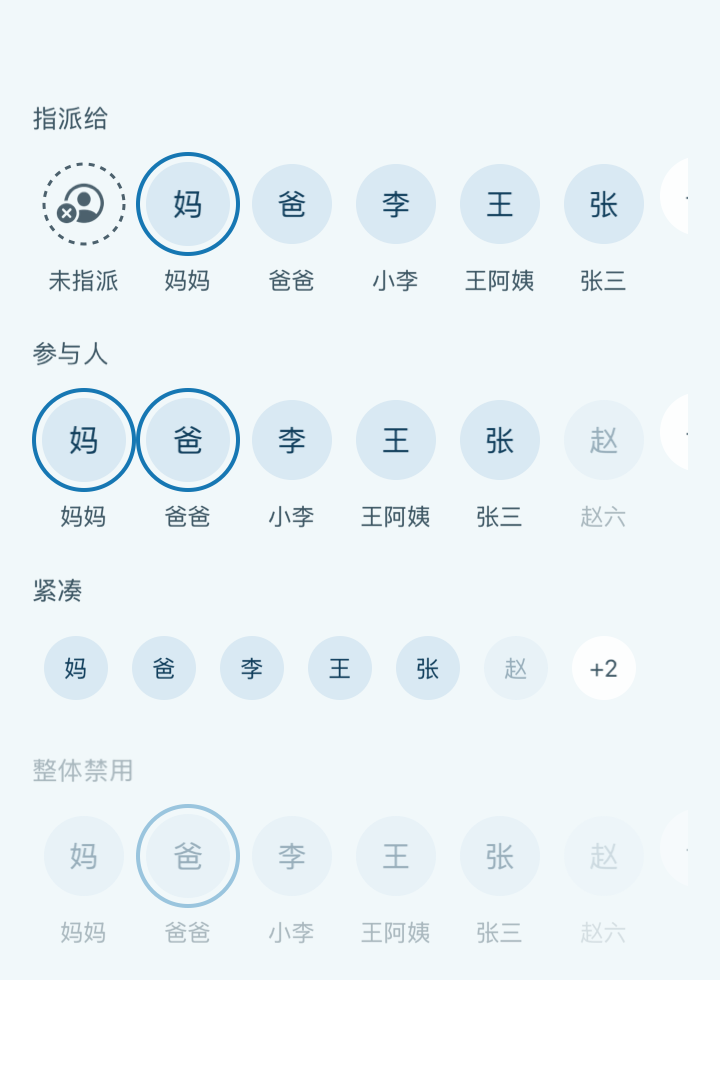 指派给
妈 爸 李 王 张
未指派 妈妈 爸爸 小李 王阿姨 张三
参与人
妈 爸 李 王 张 赵
妈妈 爸爸 小李 王阿姨 张三 赵六
紧凑
妈 爸 李 王 张 赵 +2
整体禁用
妈 爸 李 王 张 赵
妈妈 爸爸 小李 王阿姨 张三 赵六